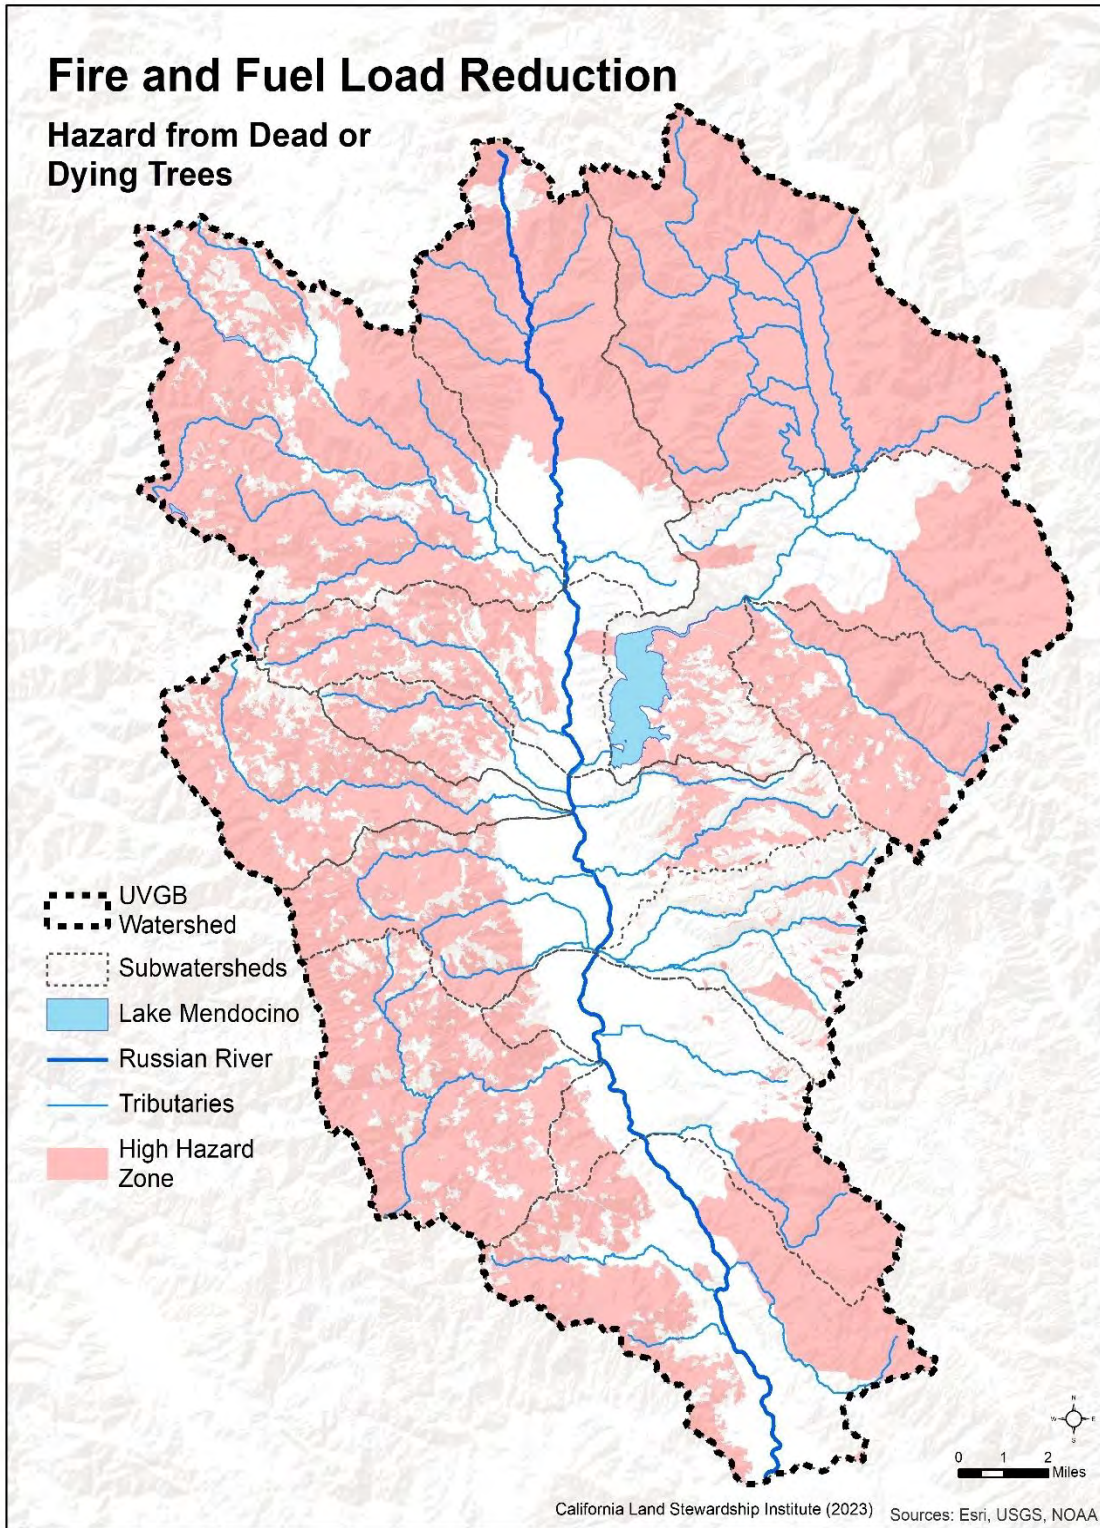 Fire and Fuel Load Reduction
Hazard from Dead or
Dying Trees
UVGB
Watershed
Subwatersheds
Lake Mendocino
Russian River
Tributaries
High Hazard
Zone
N
W E
S
0 1 2
Miles
California Land Stewardship Institute (2023)
Sources: Esri, USGS, NOAA